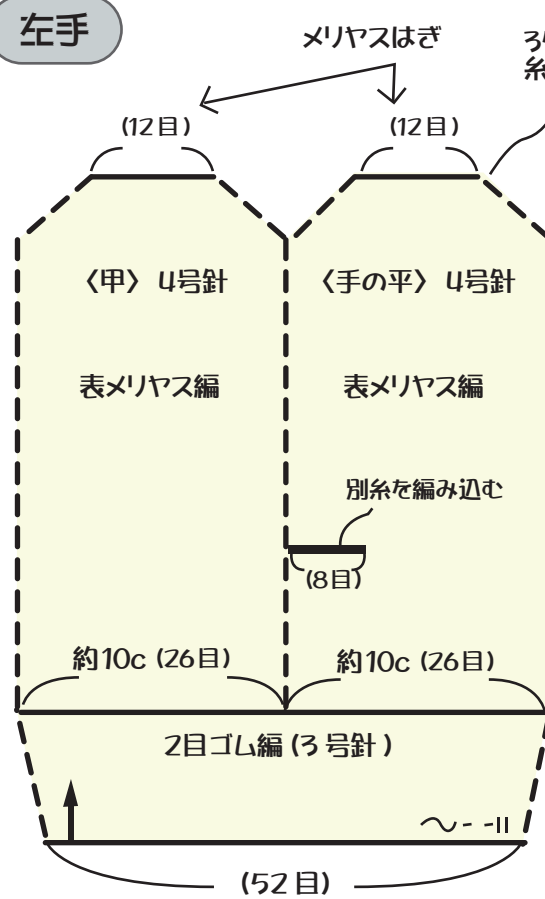 左手
メリヤスはぎ
糸
(12目)
(12目)
〈甲〉 4号針
〈手の平〉 4号針
表メリヤス編
表メリヤス編
別糸を編み込む
(8目)
約10c (26目)
約10c (26目)
2目ゴム編 (3号針)
(52目)